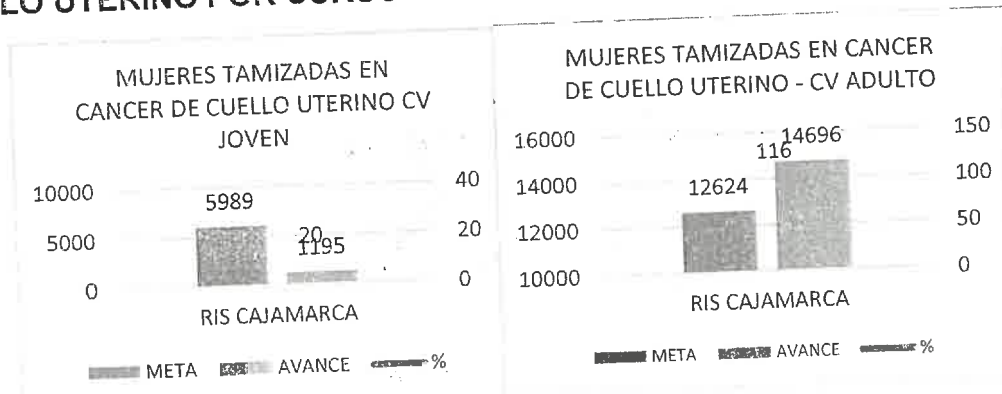 MUJERES TAMIZADAS EN
CANCER DE CUELLO UTERINO CV
JOVEN
10000
5000
0
5989
20
1195
40
20
0
RIS CAJAMARCA
META AVANCE %
MUJERES TAMIZADAS EN CANCER
DE CUELLO UTERINO - CV ADULTO
16000
14000
12000
10000
12624
116
14696
150
100
50
0
RIS CAJAMARCA
META AVANCE %